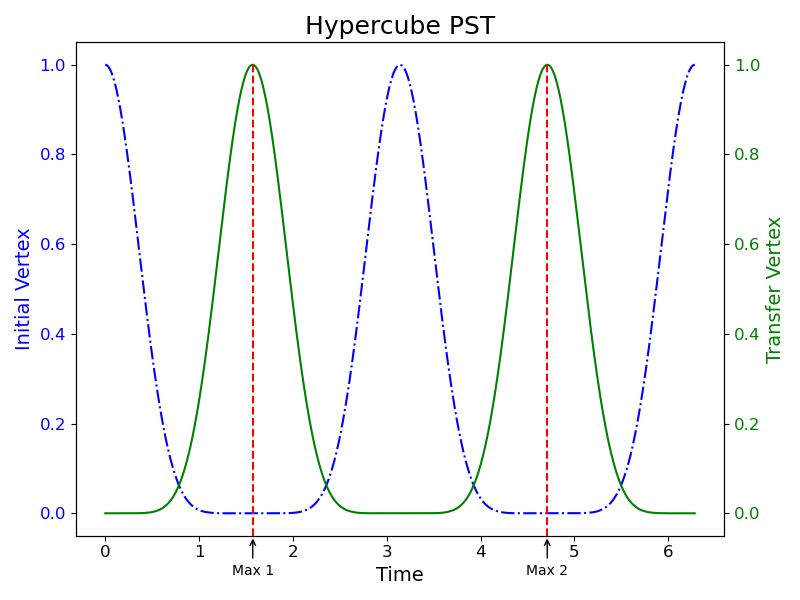 Hypercube PST
1.0
0.8
0.6
0.4
0.2
0.0
Initial Vertex
1.0
0.8
0.6
0.4
0.2
0.0
Transfer Vertex
0 1 2 3 4 5 6
Max 1
Max 2
Time